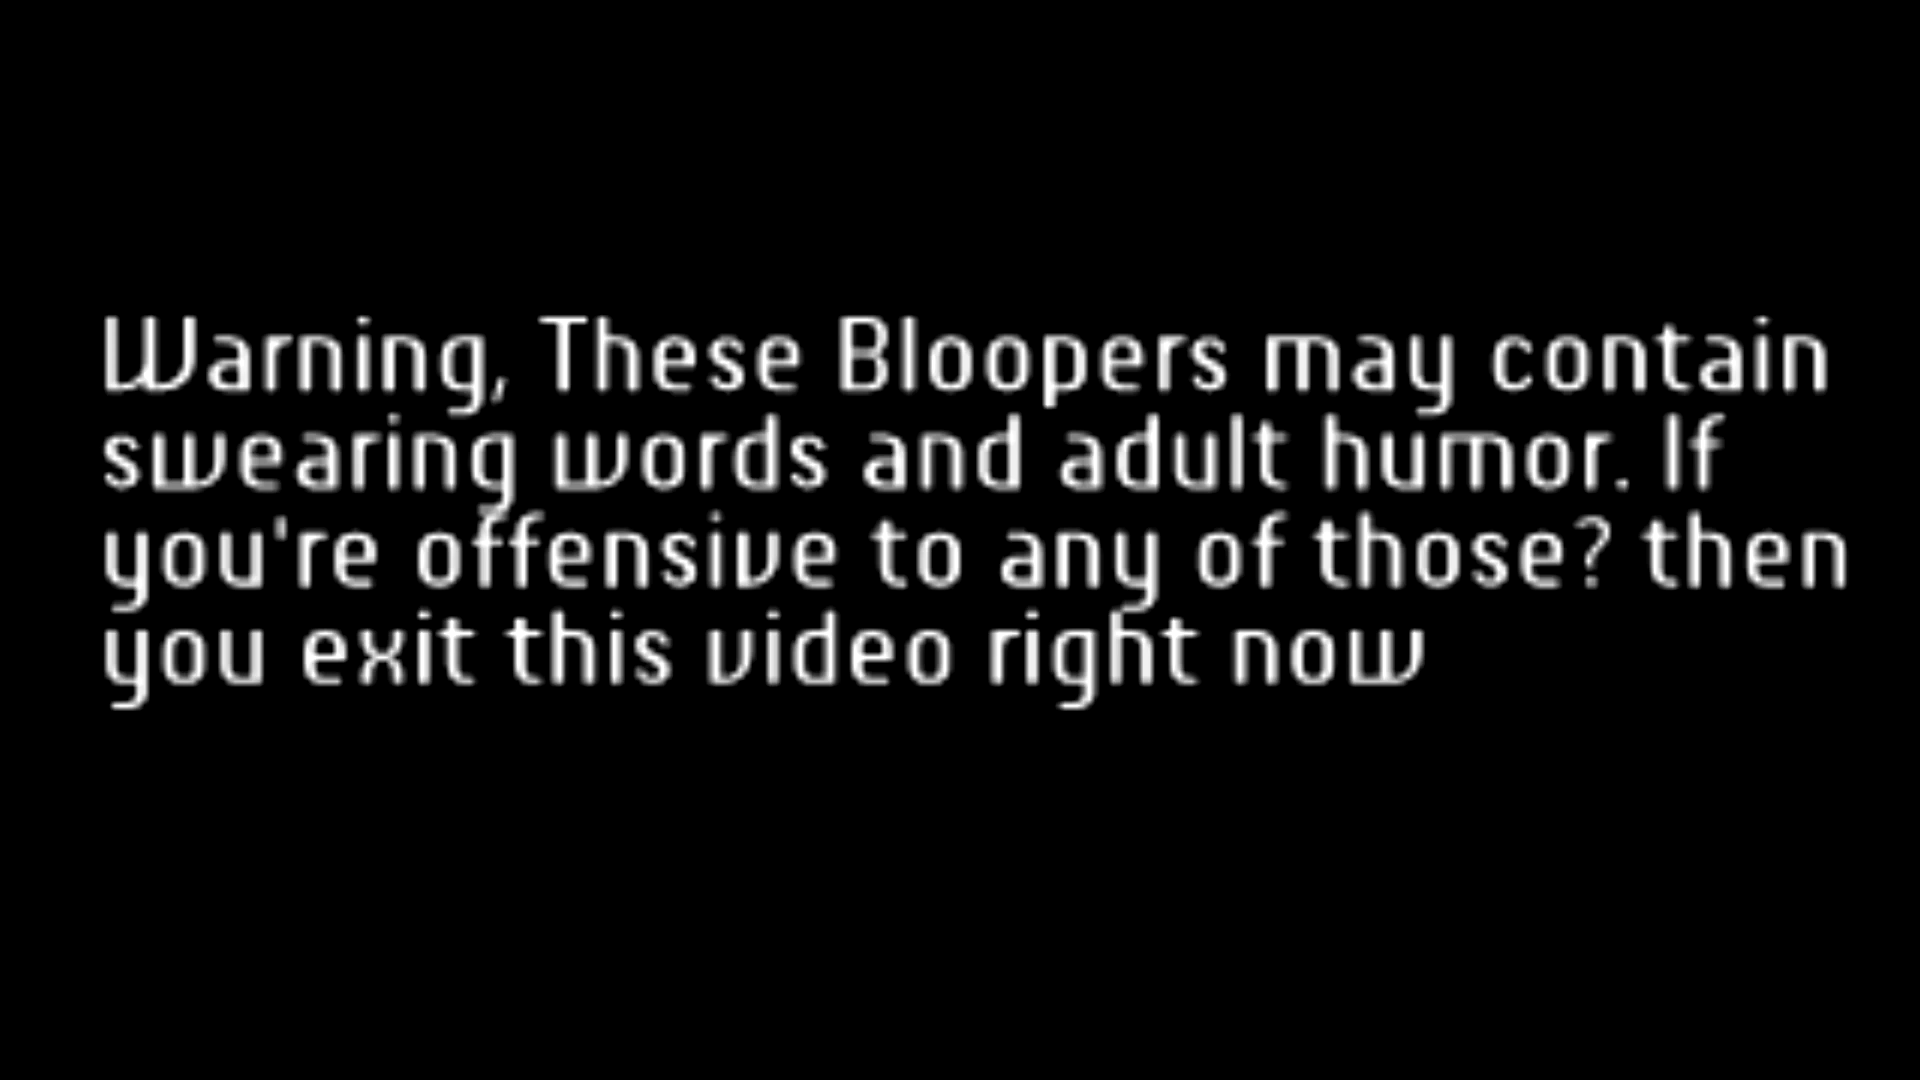 Warning, These Bloopers may contain
swearing words and adult humor. If
you're offensive to any of those? then
you exit this video right now